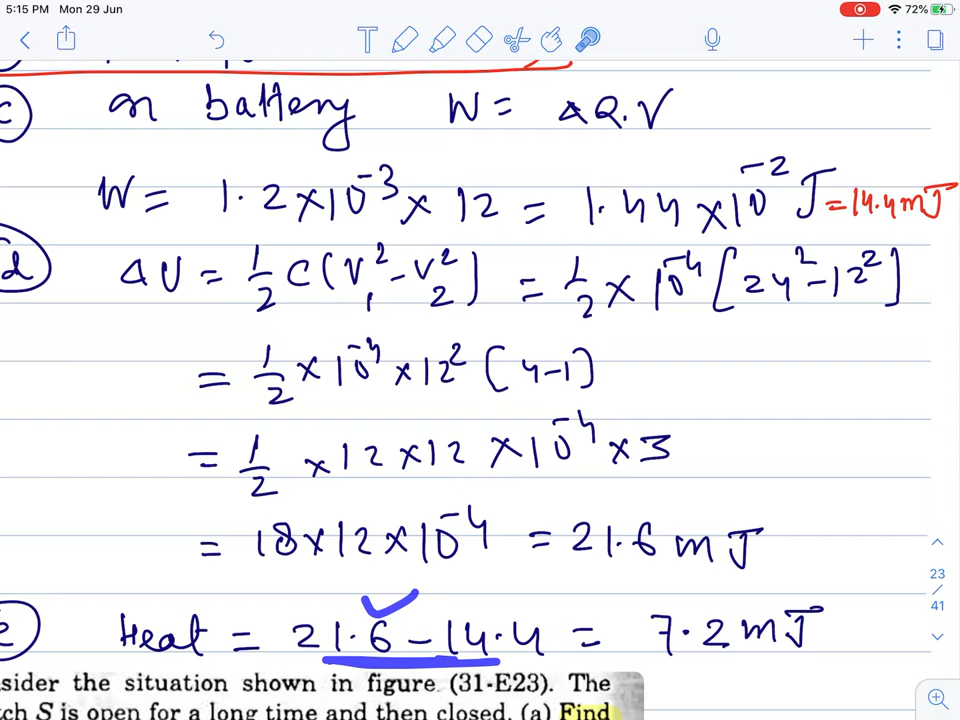 5:15 PM Mon 29 Jun 72%
T
c on battery W = ΔQ.V
W = 1.2×10⁻³ × 12 = 1.44 ×10⁻² J = 14.4 mJ
d ΔU = 1/2 C(V₁² − V₂²) = 1/2 × 10⁻⁴ [24² − 12²]
= 1/2 × 10⁻⁴ × 12² (4−1)
= 1/2 × 12 × 12 × 10⁻⁴ × 3
= 18×12×10⁻⁴ = 21.6 mJ
23
/
41
e Heat = 21.6 − 14.4 = 7.2 mJ
sider the situation shown in figure (31-E23). The
tch S is open for a long time and then closed. (a) Find